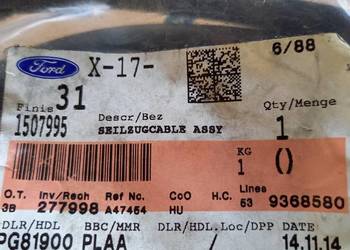 Ford X-17- 6/88
Finis 31 Descr/Bez Qty/Menge
1507995 SEILZUGCABLE ASSY 1
KG
1 ()
O.T. Inv/Rech Ref No. CoO H.C. Lines
3B 277998 A47454 HU 53 9368580
DLR/HDL BBC/MMR DLR/HDL.Loc/DPP DATE
PG81900 PLAA / / 14.11.14